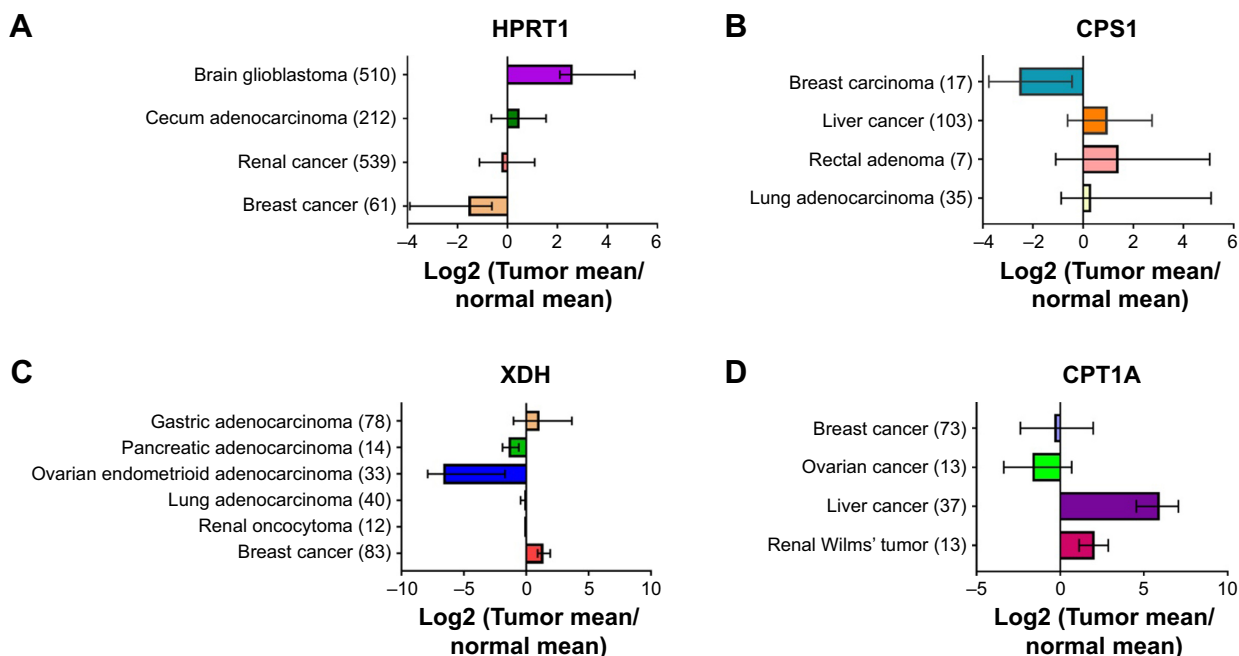 A
HPRT1
Brain glioblastoma (510)
Cecum adenocarcinoma (212)
Renal cancer (539)
Breast cancer (61)
–4 –2 0 2 4 6
Log2 (Tumor mean/
normal mean)
B
CPS1
Breast carcinoma (17)
Liver cancer (103)
Rectal adenoma (7)
Lung adenocarcinoma (35)
–4 –2 0 2 4 6
Log2 (Tumor mean/
normal mean)
C
XDH
Gastric adenocarcinoma (78)
Pancreatic adenocarcinoma (14)
Ovarian endometrioid adenocarcinoma (33)
Lung adenocarcinoma (40)
Renal oncocytoma (12)
Breast cancer (83)
–10 –5 0 5 10
Log2 (Tumor mean/
normal mean)
D
CPT1A
Breast cancer (73)
Ovarian cancer (13)
Liver cancer (37)
Renal Wilms’ tumor (13)
–5 0 5 10
Log2 (Tumor mean/
normal mean)